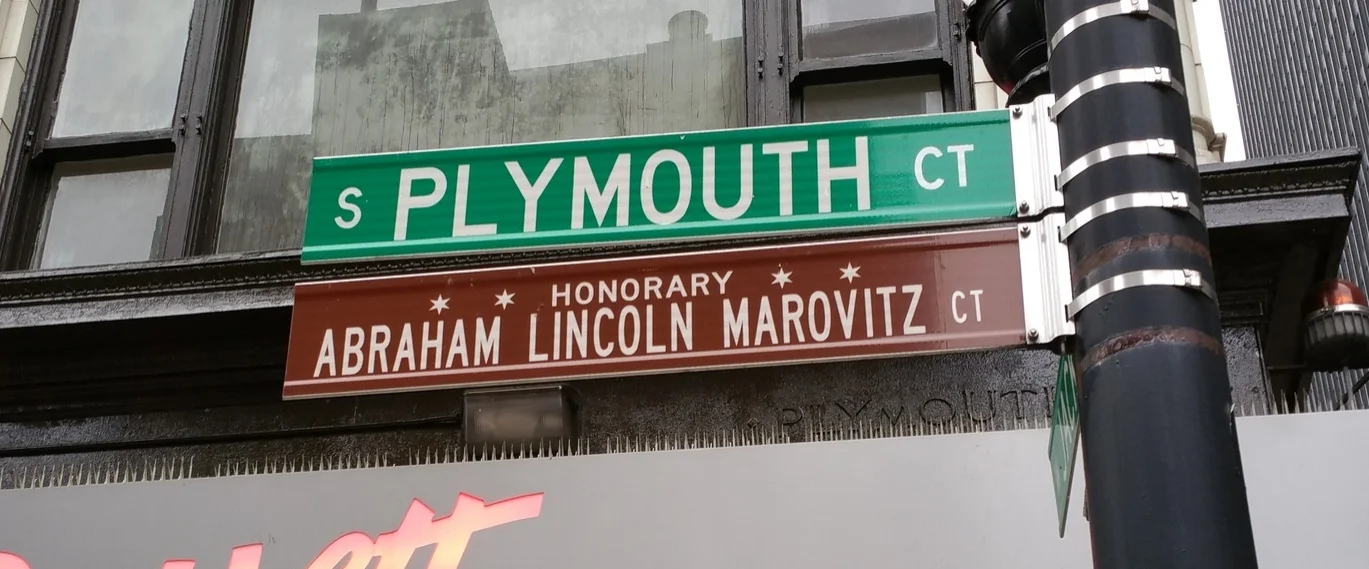 S PLYMOUTH CT
HONORARY
ABRAHAM LINCOLN MAROVITZ CT
PLYMOUTH